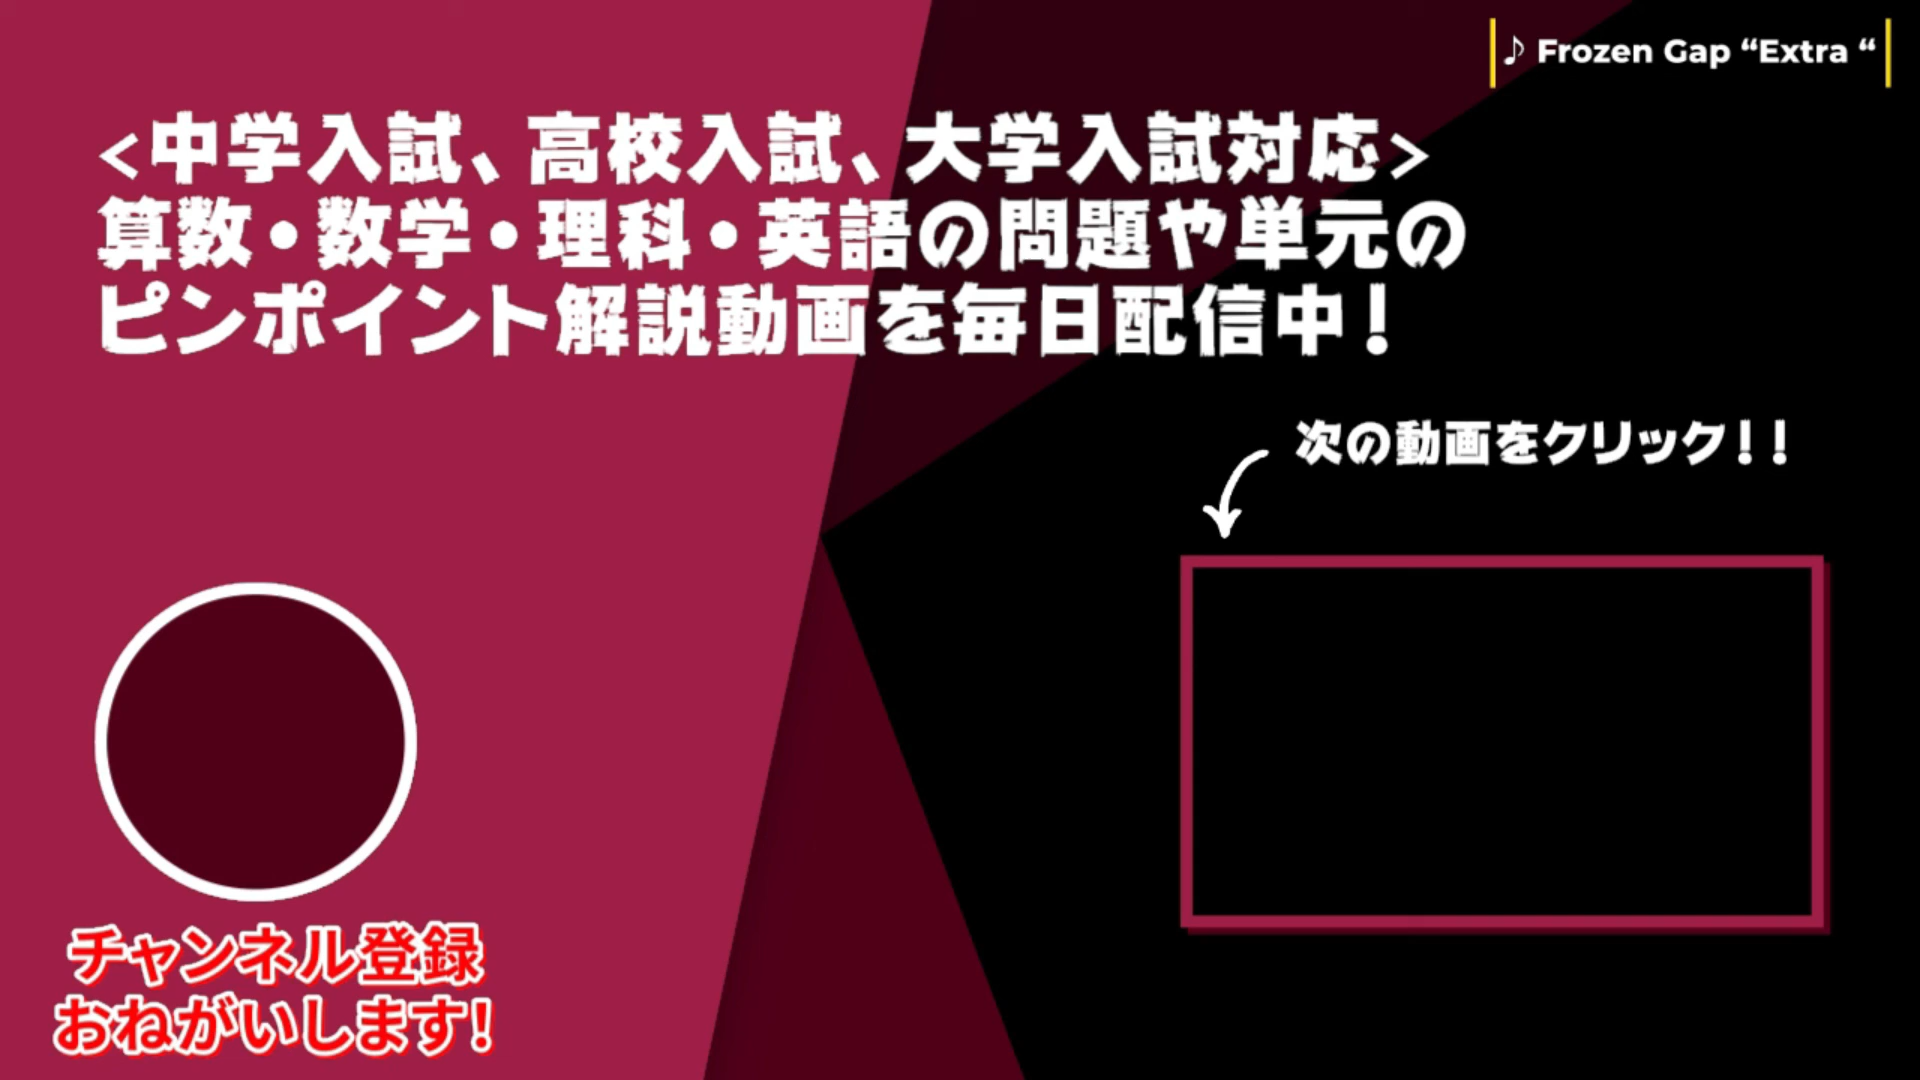 ♪ Frozen Gap “Extra “
<中学入試、高校入試、大学入試対応>
算数・数学・理科・英語の問題や単元の
ピンポイント解説動画を毎日配信中！
次の動画をクリック！！
チャンネル登録
おねがいします！